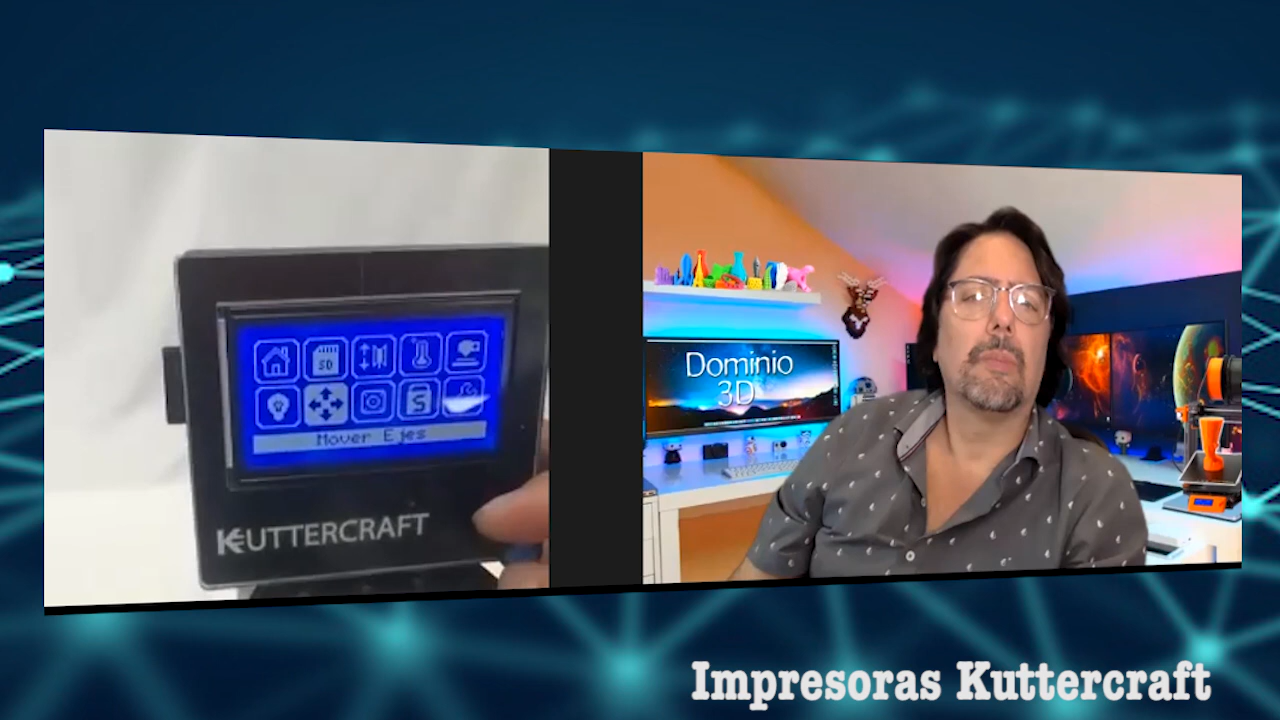 SD
S
Mover Ejes
KUTTERCRAFT
Dominio
3D
Impresoras Kuttercraft